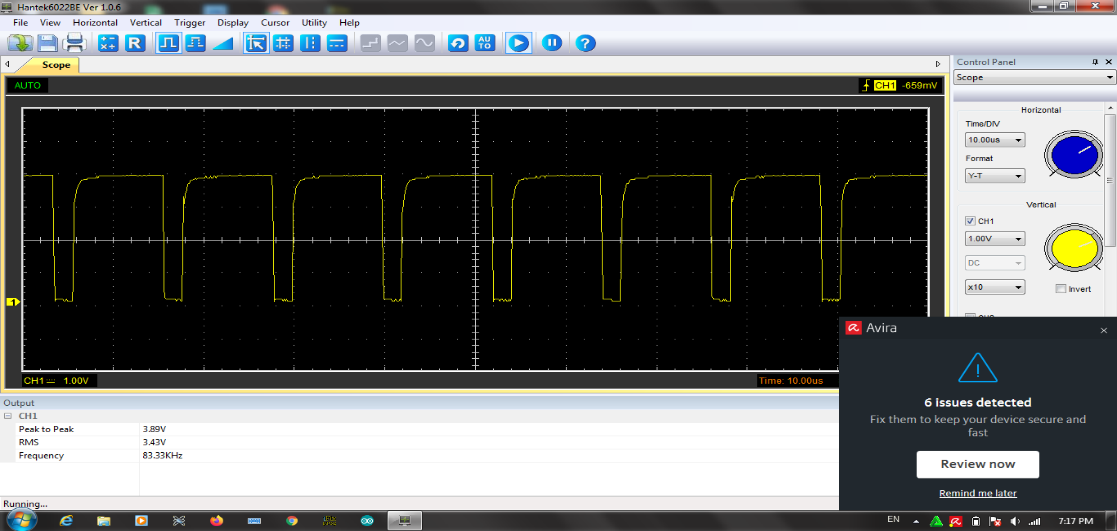 Hantek6022BE Ver 1.0.6
File View Horizontal Vertical Trigger Display Cursor Utility Help
R AUTO ?
Scope
AUTO
CH1 -659mV
1
CH1 1.00V
Time: 10.00us
Control Panel
Scope
Horizontal
Time/DIV
10.00us
Format
Y-T
Vertical
CH1
1.00V
DC
x10
Invert
Output
CH1
Peak to Peak 3.89V
RMS 3.43V
Frequency 83.33KHz
Running...
Avira
6 issues detected
Fix them to keep your device secure and
fast
Review now
Remind me later
EN
7:17 PM